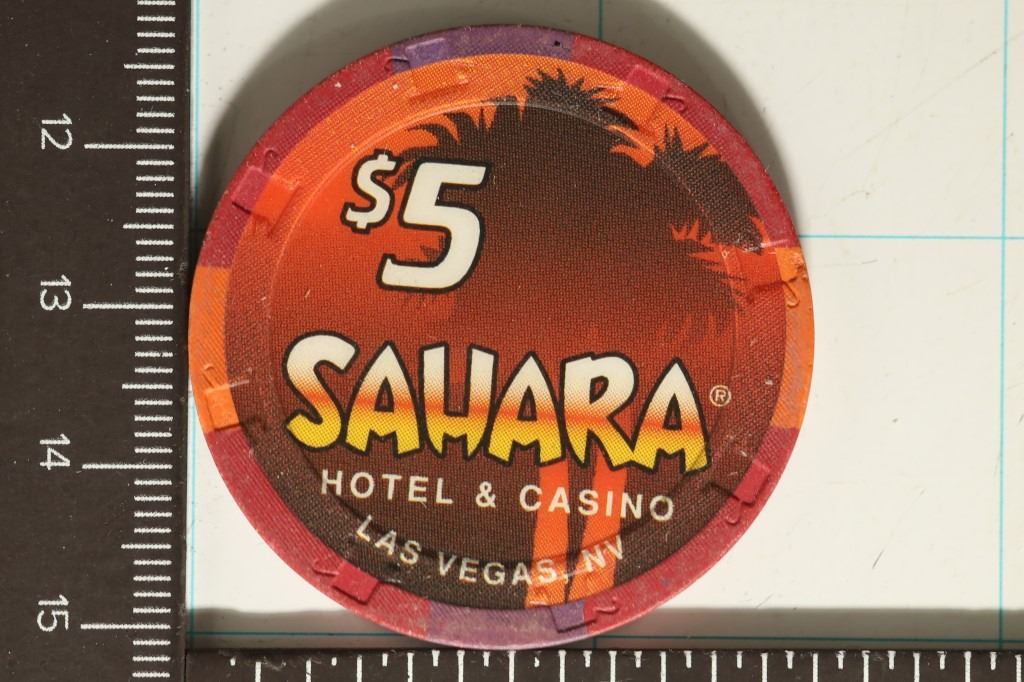 $5
SAHARA®
HOTEL & CASINO
LAS VEGAS, NV
12
13
14
15